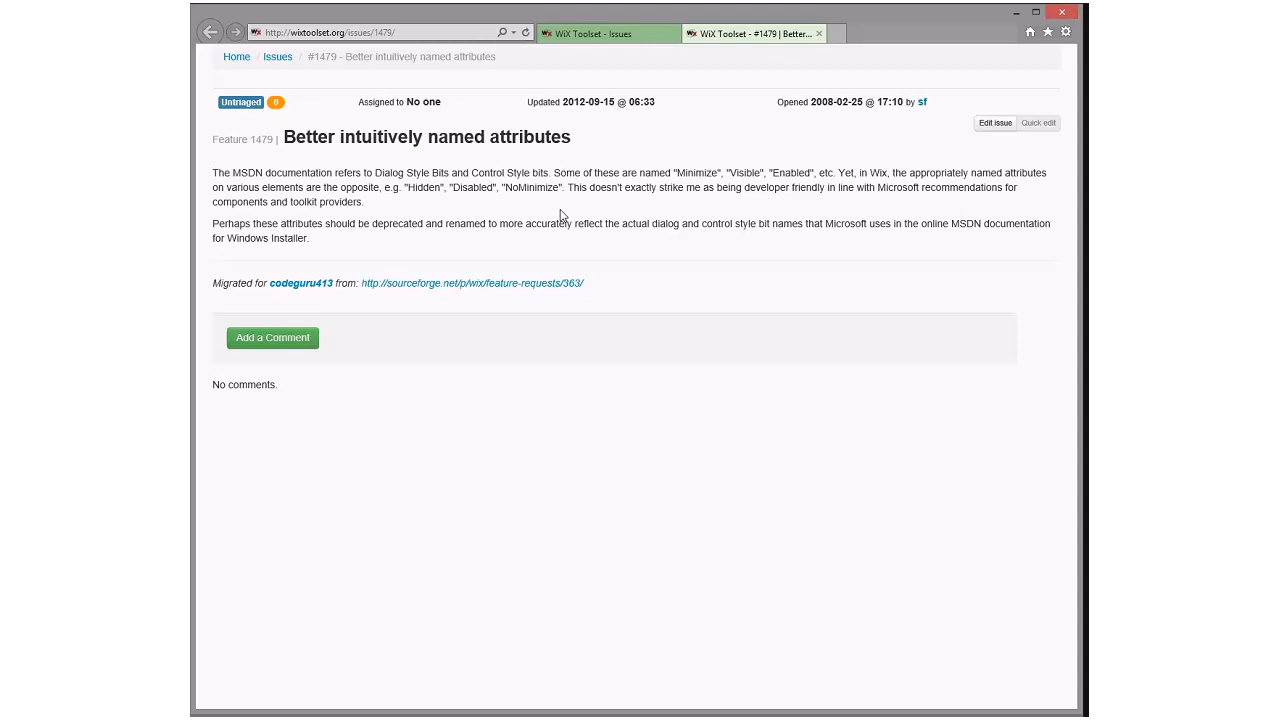 http://wixtoolset.org/issues/1479/
WiX Toolset - Issues
WiX Toolset - #1479 | Better...
Home / Issues / #1479 - Better intuitively named attributes
Untriaged 0 Assigned to No one Updated 2012-09-15 @ 06:33 Opened 2008-02-25 @ 17:10 by sf
Edit issue Quick edit
Feature 1479 | Better intuitively named attributes
The MSDN documentation refers to Dialog Style Bits and Control Style bits. Some of these are named "Minimize", "Visible", "Enabled", etc. Yet, in Wix, the appropriately named attributes
on various elements are the opposite, e.g. "Hidden", "Disabled", "NoMinimize". This doesn't exactly strike me as being developer friendly in line with Microsoft recommendations for
components and toolkit providers.
Perhaps these attributes should be deprecated and renamed to more accurately reflect the actual dialog and control style bit names that Microsoft uses in the online MSDN documentation
for Windows Installer.
Migrated for codeguru413 from: http://sourceforge.net/p/wix/feature-requests/363/
Add a Comment
No comments.